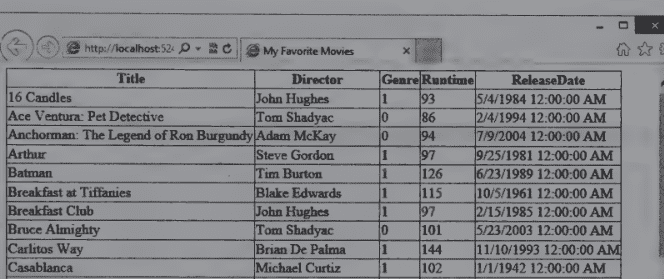 http://localhost:524
My Favorite Movies
Title Director Genre Runtime ReleaseDate
16 Candles John Hughes 1 93 5/4/1984 12:00:00 AM
Ace Ventura: Pet Detective Tom Shadyac 0 86 2/4/1994 12:00:00 AM
Anchorman: The Legend of Ron Burgundy Adam McKay 0 94 7/9/2004 12:00:00 AM
Arthur Steve Gordon 1 97 9/25/1981 12:00:00 AM
Batman Tim Burton 1 126 6/23/1989 12:00:00 AM
Breakfast at Tiffanies Blake Edwards 1 115 10/5/1961 12:00:00 AM
Breakfast Club John Hughes 1 97 2/15/1985 12:00:00 AM
Bruce Almighty Tom Shadyac 0 101 5/23/2003 12:00:00 AM
Carlitos Way Brian De Palma 1 144 11/10/1993 12:00:00 AM
Casablanca Michael Curtiz 1 102 1/1/1942 12:00:00 AM